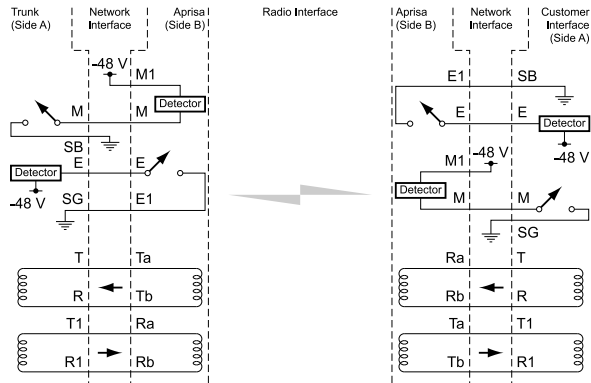 Trunk
(Side A)
Network
Interface
Aprisa
(Side B)
Radio Interface
Aprisa
(Side B)
Network
Interface
Customer
Interface
(Side A)
-48 V
M1
Detector
M
M
SB
E
E
Detector
-48 V
SG
E1
T
Ta
R
Tb
T1
Ra
R1
Rb
E1
SB
E
E
Detector
-48 V
M1
-48 V
Detector
M
M
SG
Ra
T
Rb
R
Ta
T1
Tb
R1